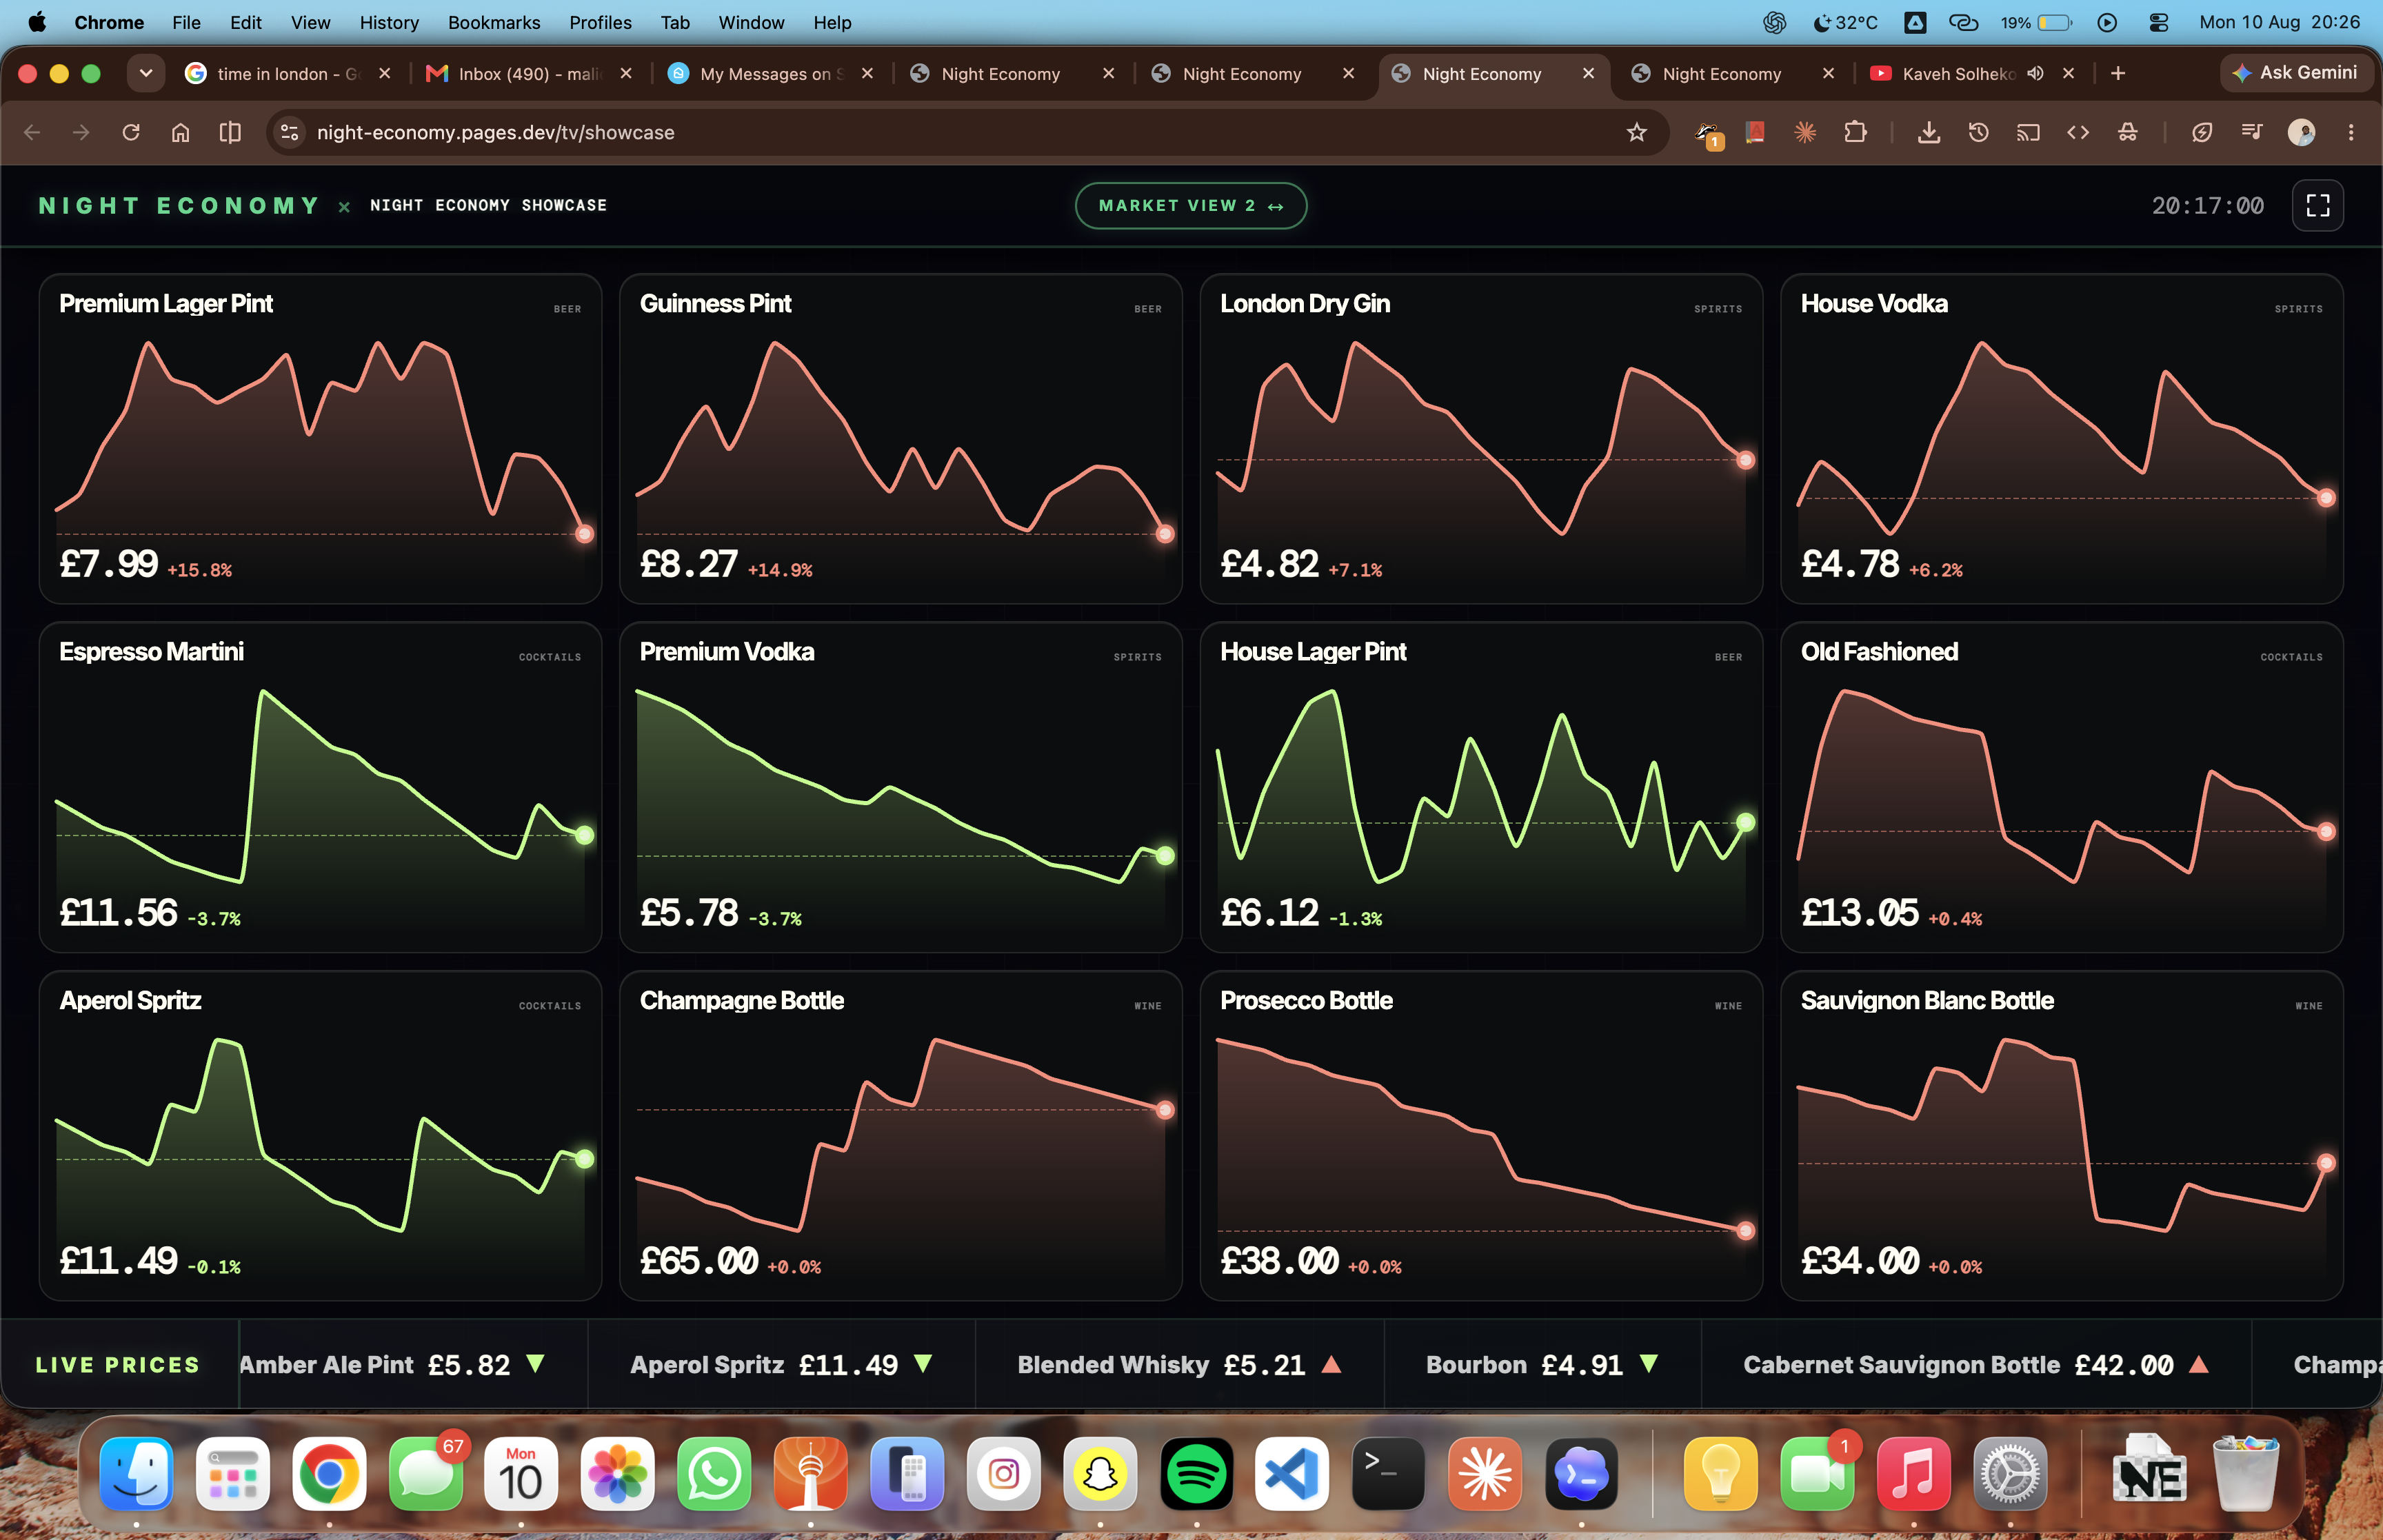 Chrome File Edit View History Bookmarks Profiles Tab Window Help 32°C 19% Mon 10 Aug 20:26
time in london - G Inbox (490) - mali My Messages on S Night Economy Night Economy Night Economy Night Economy Kaveh Solheko Ask Gemini
night-economy.pages.dev/tv/showcase 1
NIGHT ECONOMY × NIGHT ECONOMY SHOWCASE MARKET VIEW 2 ↔ 20:17:00
Premium Lager Pint BEER
£7.99 +15.8%
Guinness Pint BEER
£8.27 +14.9%
London Dry Gin SPIRITS
£4.82 +7.1%
House Vodka SPIRITS
£4.78 +6.2%
Espresso Martini COCKTAILS
£11.56 -3.7%
Premium Vodka SPIRITS
£5.78 -3.7%
House Lager Pint BEER
£6.12 -1.3%
Old Fashioned COCKTAILS
£13.05 +0.4%
Aperol Spritz COCKTAILS
£11.49 -0.1%
Champagne Bottle WINE
£65.00 +0.0%
Prosecco Bottle WINE
£38.00 +0.0%
Sauvignon Blanc Bottle WINE
£34.00 +0.0%
LIVE PRICES Amber Ale Pint £5.82 ▼ Aperol Spritz £11.49 ▼ Blended Whisky £5.21 ▲ Bourbon £4.91 ▼ Cabernet Sauvignon Bottle £42.00 ▲ Champa
67 Mon 1
10 NE